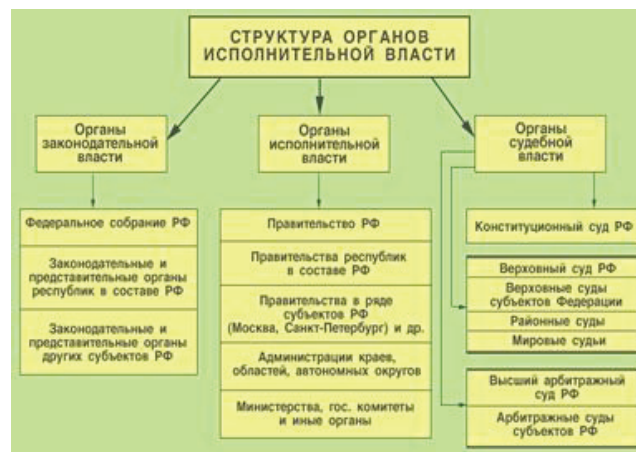 СТРУКТУРА ОРГАНОВ
ИСПОЛНИТЕЛЬНОЙ ВЛАСТИ
Органы
законодательной
власти
Федеральное собрание РФ
Законодательные и
представительные органы
республик в составе РФ
Законодательные и
представительные органы
других субъектов РФ
Органы
исполнительной
власти
Правительство РФ
Правительства республик
в составе РФ
Правительства в ряде
субъектов РФ
(Москва, Санкт-Петербург) и др.
Администрации краев,
областей, автономных округов
Министерства, гос. комитеты
и иные органы
Органы
судебной
власти
Конституционный суд РФ
Верховный суд РФ
Верховные суды
субъектов Федерации
Районные суды
Мировые судьи
Высший арбитражный
суд РФ
Арбитражные суды
субъектов РФ